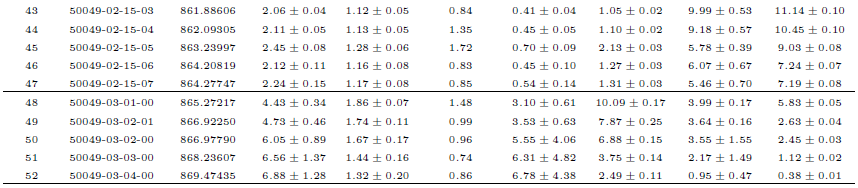 43 50049-02-15-03 861.88606 2.06 ± 0.04 1.12 ± 0.05 0.84 0.41 ± 0.04 1.05 ± 0.02 9.99 ± 0.53 11.14 ± 0.10
44 50049-02-15-04 862.09305 2.11 ± 0.05 1.13 ± 0.05 1.35 0.45 ± 0.05 1.10 ± 0.02 9.18 ± 0.57 10.45 ± 0.10
45 50049-02-15-05 863.23997 2.45 ± 0.08 1.28 ± 0.06 1.72 0.70 ± 0.09 2.13 ± 0.03 5.78 ± 0.39 9.03 ± 0.08
46 50049-02-15-06 864.20819 2.12 ± 0.11 1.16 ± 0.08 0.83 0.45 ± 0.10 1.27 ± 0.03 6.07 ± 0.67 7.24 ± 0.07
47 50049-02-15-07 864.27747 2.24 ± 0.15 1.17 ± 0.08 0.85 0.54 ± 0.14 1.31 ± 0.03 5.46 ± 0.70 7.19 ± 0.08
48 50049-03-01-00 865.27217 4.43 ± 0.34 1.86 ± 0.07 1.48 3.10 ± 0.61 10.09 ± 0.17 3.99 ± 0.17 5.83 ± 0.05
49 50049-03-02-01 866.92250 4.73 ± 0.46 1.74 ± 0.11 0.99 3.53 ± 0.63 7.87 ± 0.25 3.64 ± 0.16 2.63 ± 0.04
50 50049-03-02-00 866.97790 6.05 ± 0.89 1.67 ± 0.17 0.96 5.55 ± 4.06 6.88 ± 0.15 3.55 ± 1.55 2.45 ± 0.03
51 50049-03-03-00 868.23607 6.56 ± 1.37 1.44 ± 0.16 0.74 6.31 ± 4.82 3.75 ± 0.14 2.17 ± 1.49 1.12 ± 0.02
52 50049-03-04-00 869.47435 6.88 ± 1.28 1.32 ± 0.20 0.86 6.78 ± 4.38 2.49 ± 0.11 0.95 ± 0.47 0.38 ± 0.01